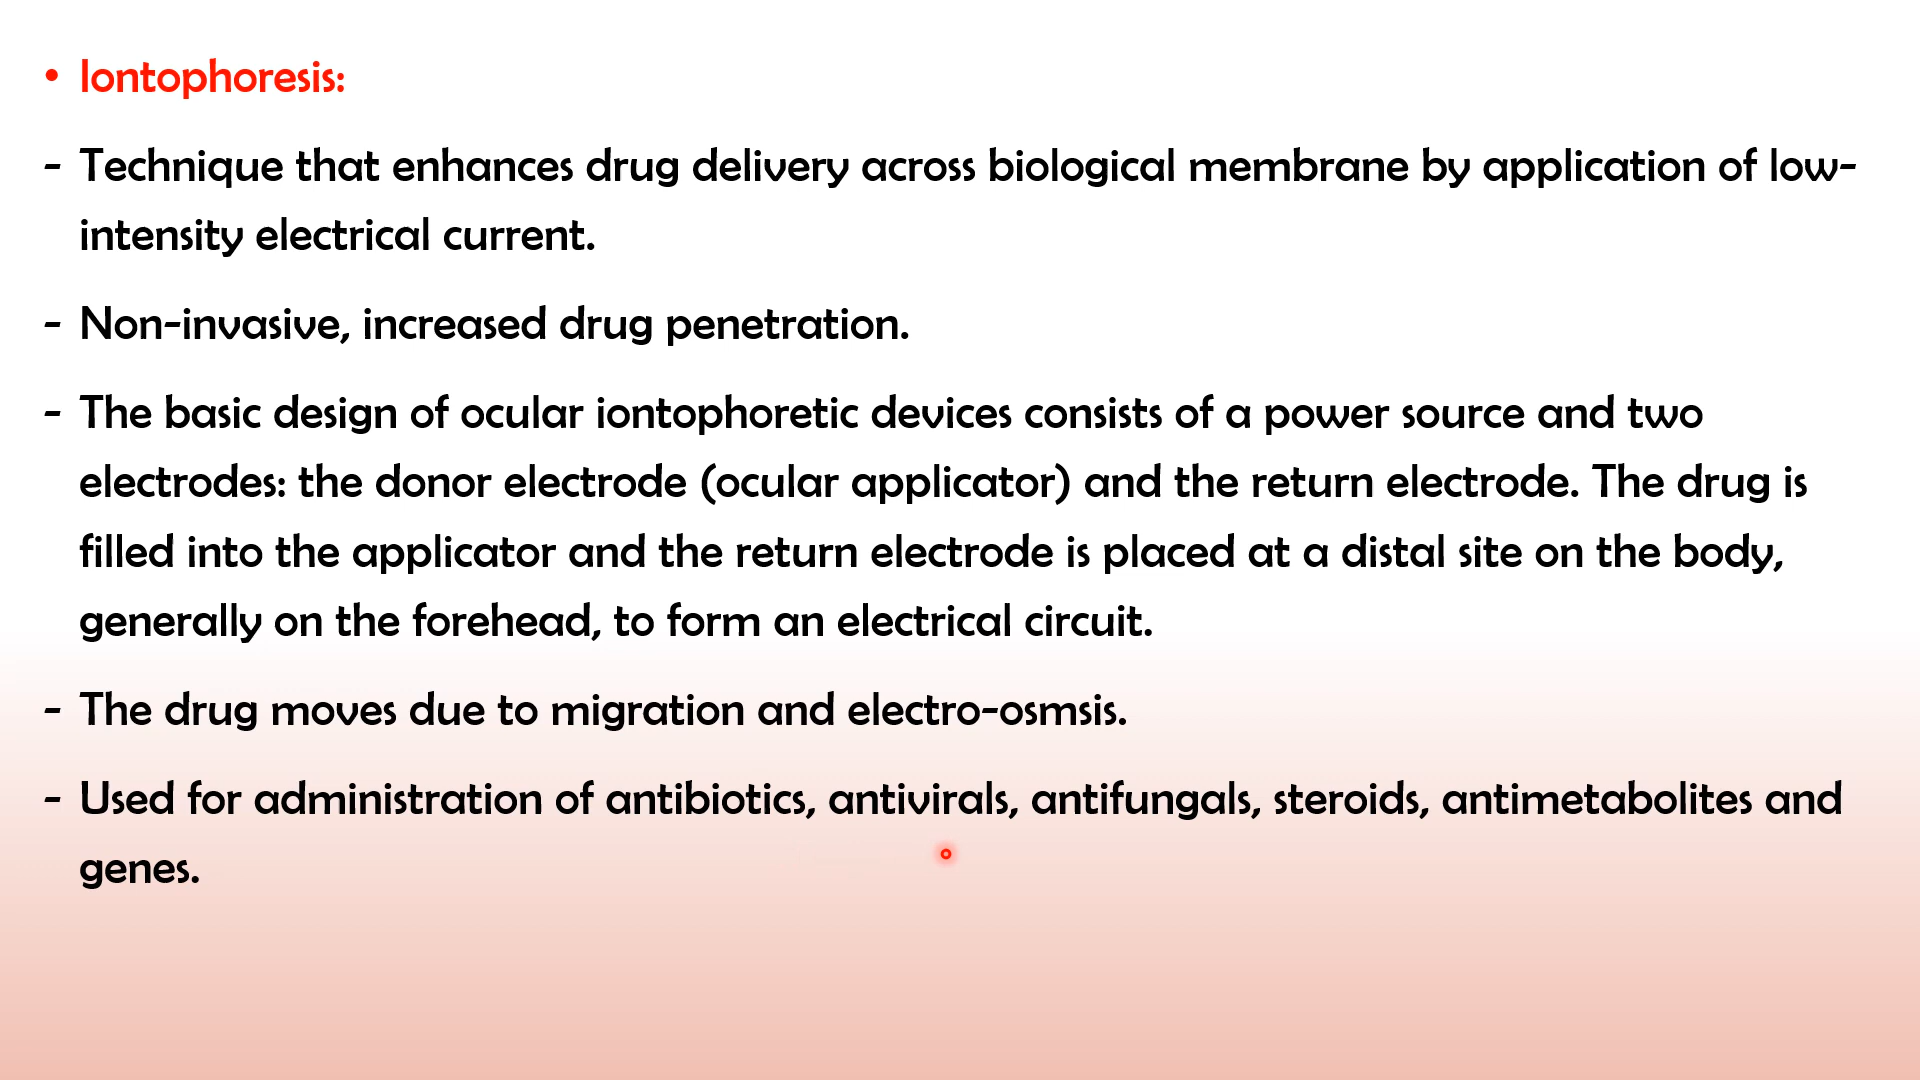 • Iontophoresis:
- Technique that enhances drug delivery across biological membrane by application of low-
intensity electrical current.
- Non-invasive, increased drug penetration.
- The basic design of ocular iontophoretic devices consists of a power source and two
electrodes: the donor electrode (ocular applicator) and the return electrode. The drug is
filled into the applicator and the return electrode is placed at a distal site on the body,
generally on the forehead, to form an electrical circuit.
- The drug moves due to migration and electro-osmsis.
- Used for administration of antibiotics, antivirals, antifungals, steroids, antimetabolites and
genes.